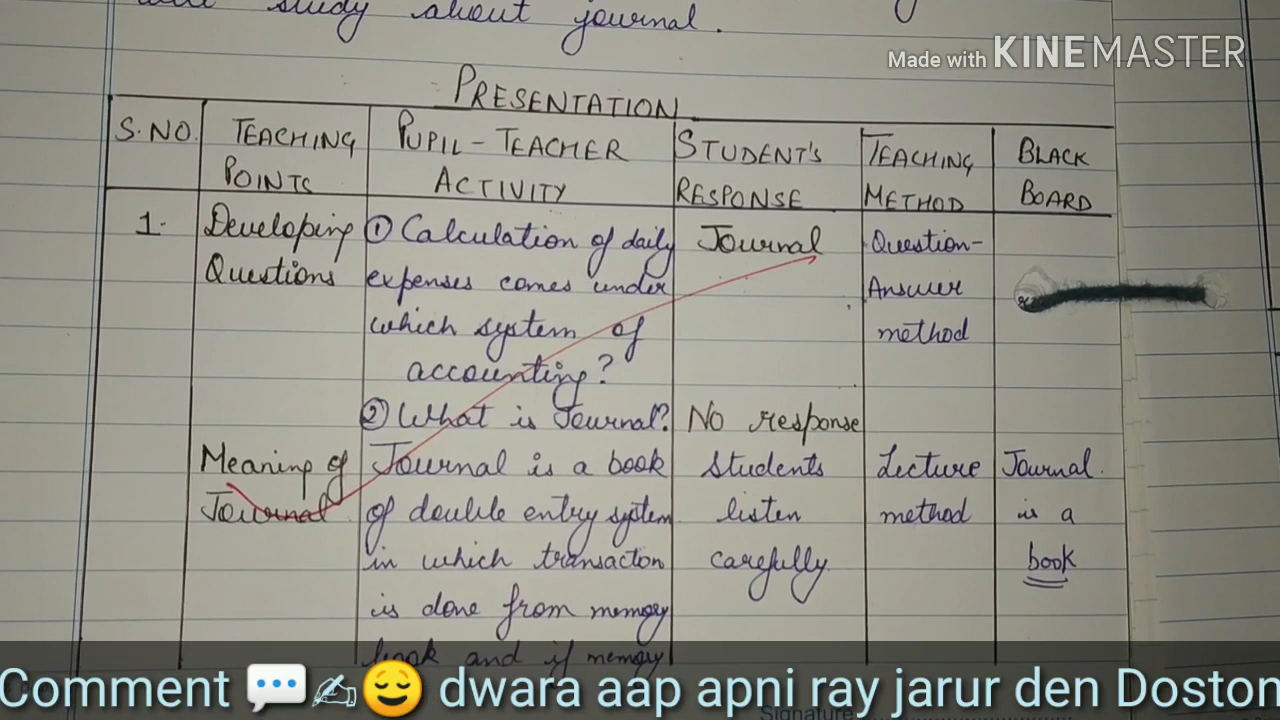 will study about journal.
Made with KINEMASTER
PRESENTATION
S.NO. TEACHING POINTS PUPIL-TEACHER ACTIVITY STUDENT'S RESPONSE TEACHING METHOD BLACK BOARD
1. Developing ① Calculation of daily Journal Question-
Questions expenses comes under Answer
which system of method
accounting?
② What is Journal? No response
Meaning of Journal is a book students Lecture Journal
Journal of double entry system listen method is a
in which transacton carefully book
is done from memory
book and if memory
Comment 💬✍😌 dwara aap apni ray jarur den Doston
Signature